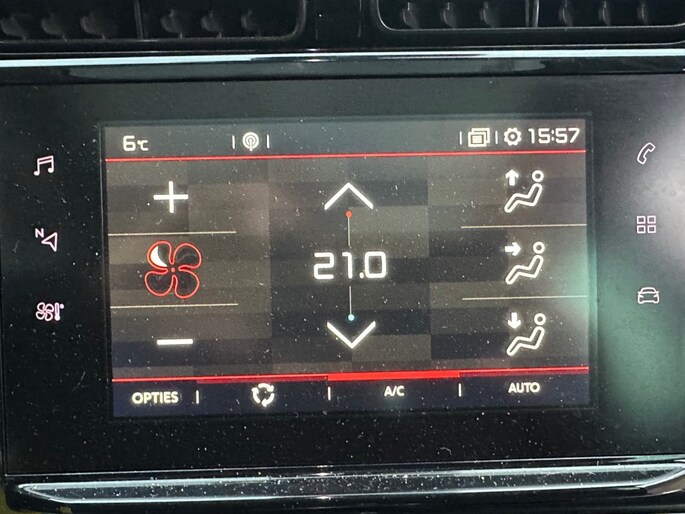 6°C 15:57
N
21.0
OPTIES A/C AUTO